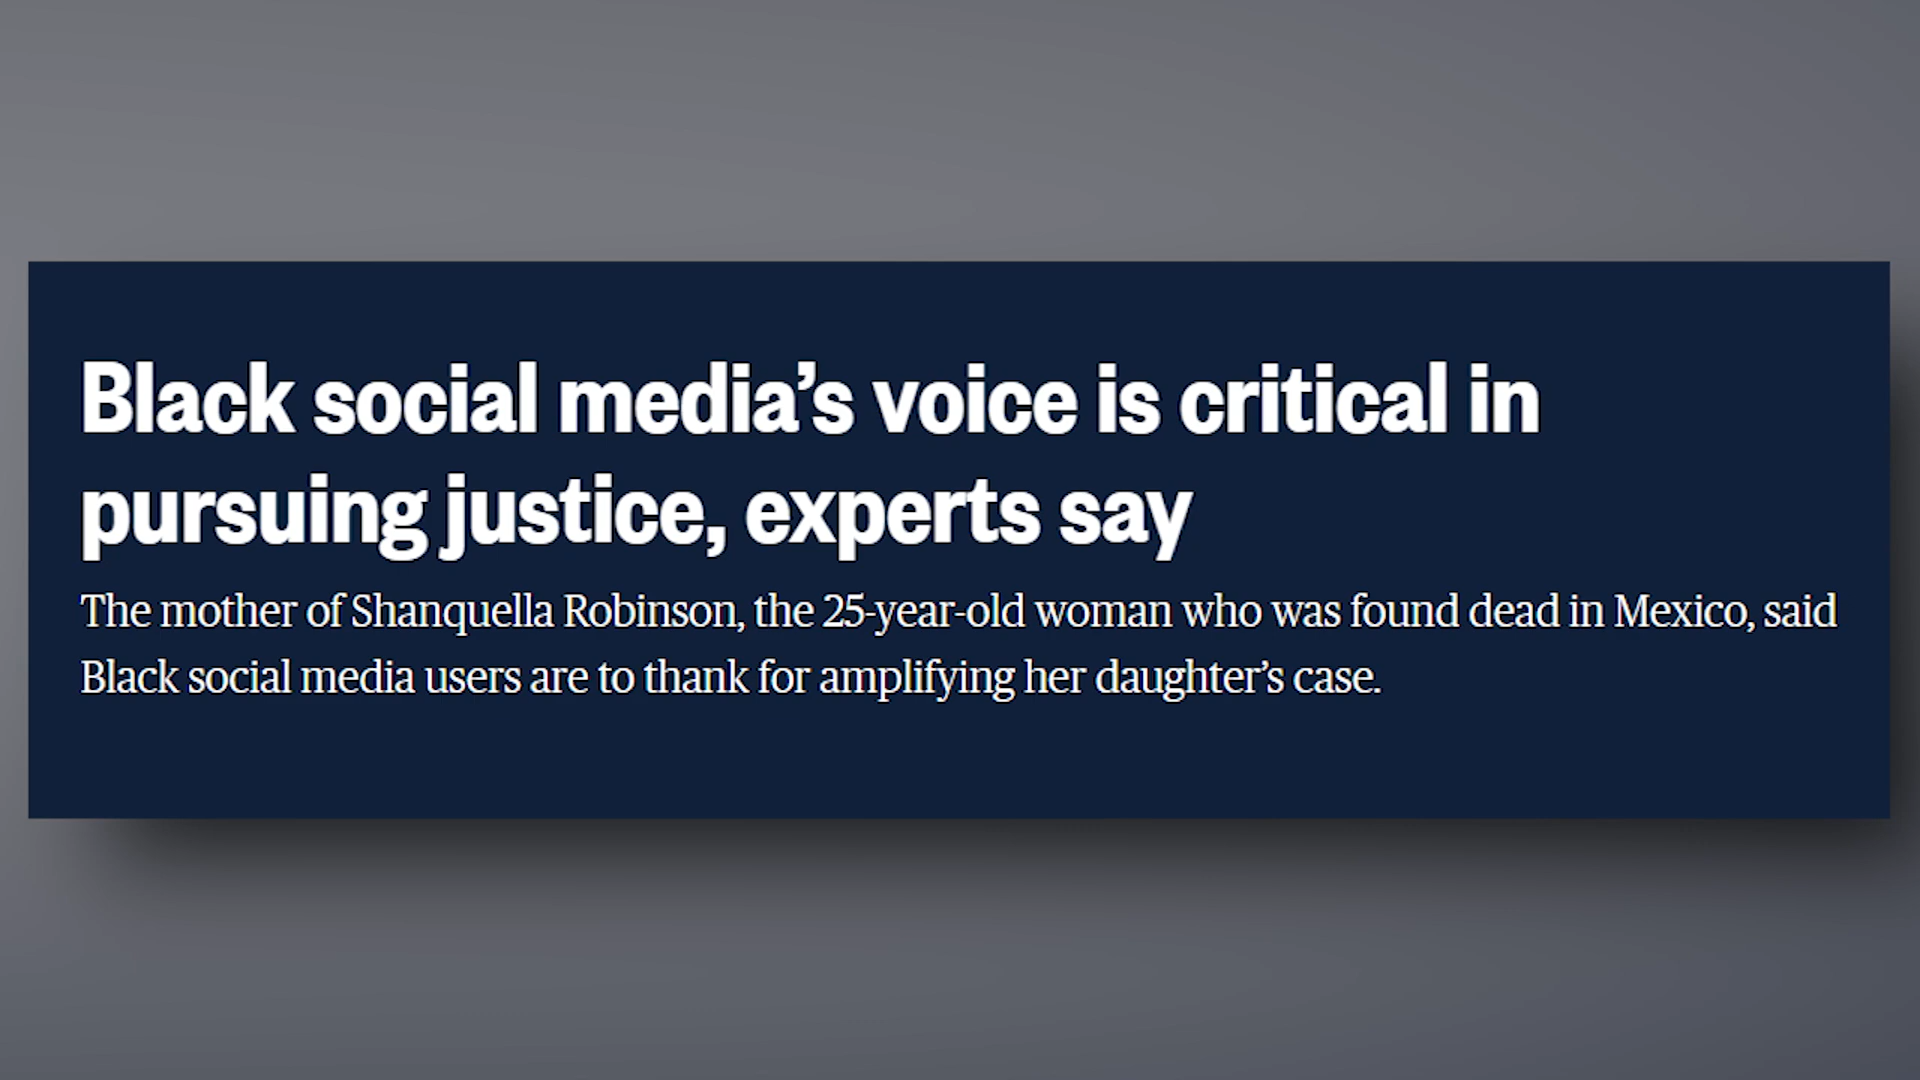 Black social media’s voice is critical in
pursuing justice, experts say
The mother of Shanquella Robinson, the 25-year-old woman who was found dead in Mexico, said
Black social media users are to thank for amplifying her daughter’s case.